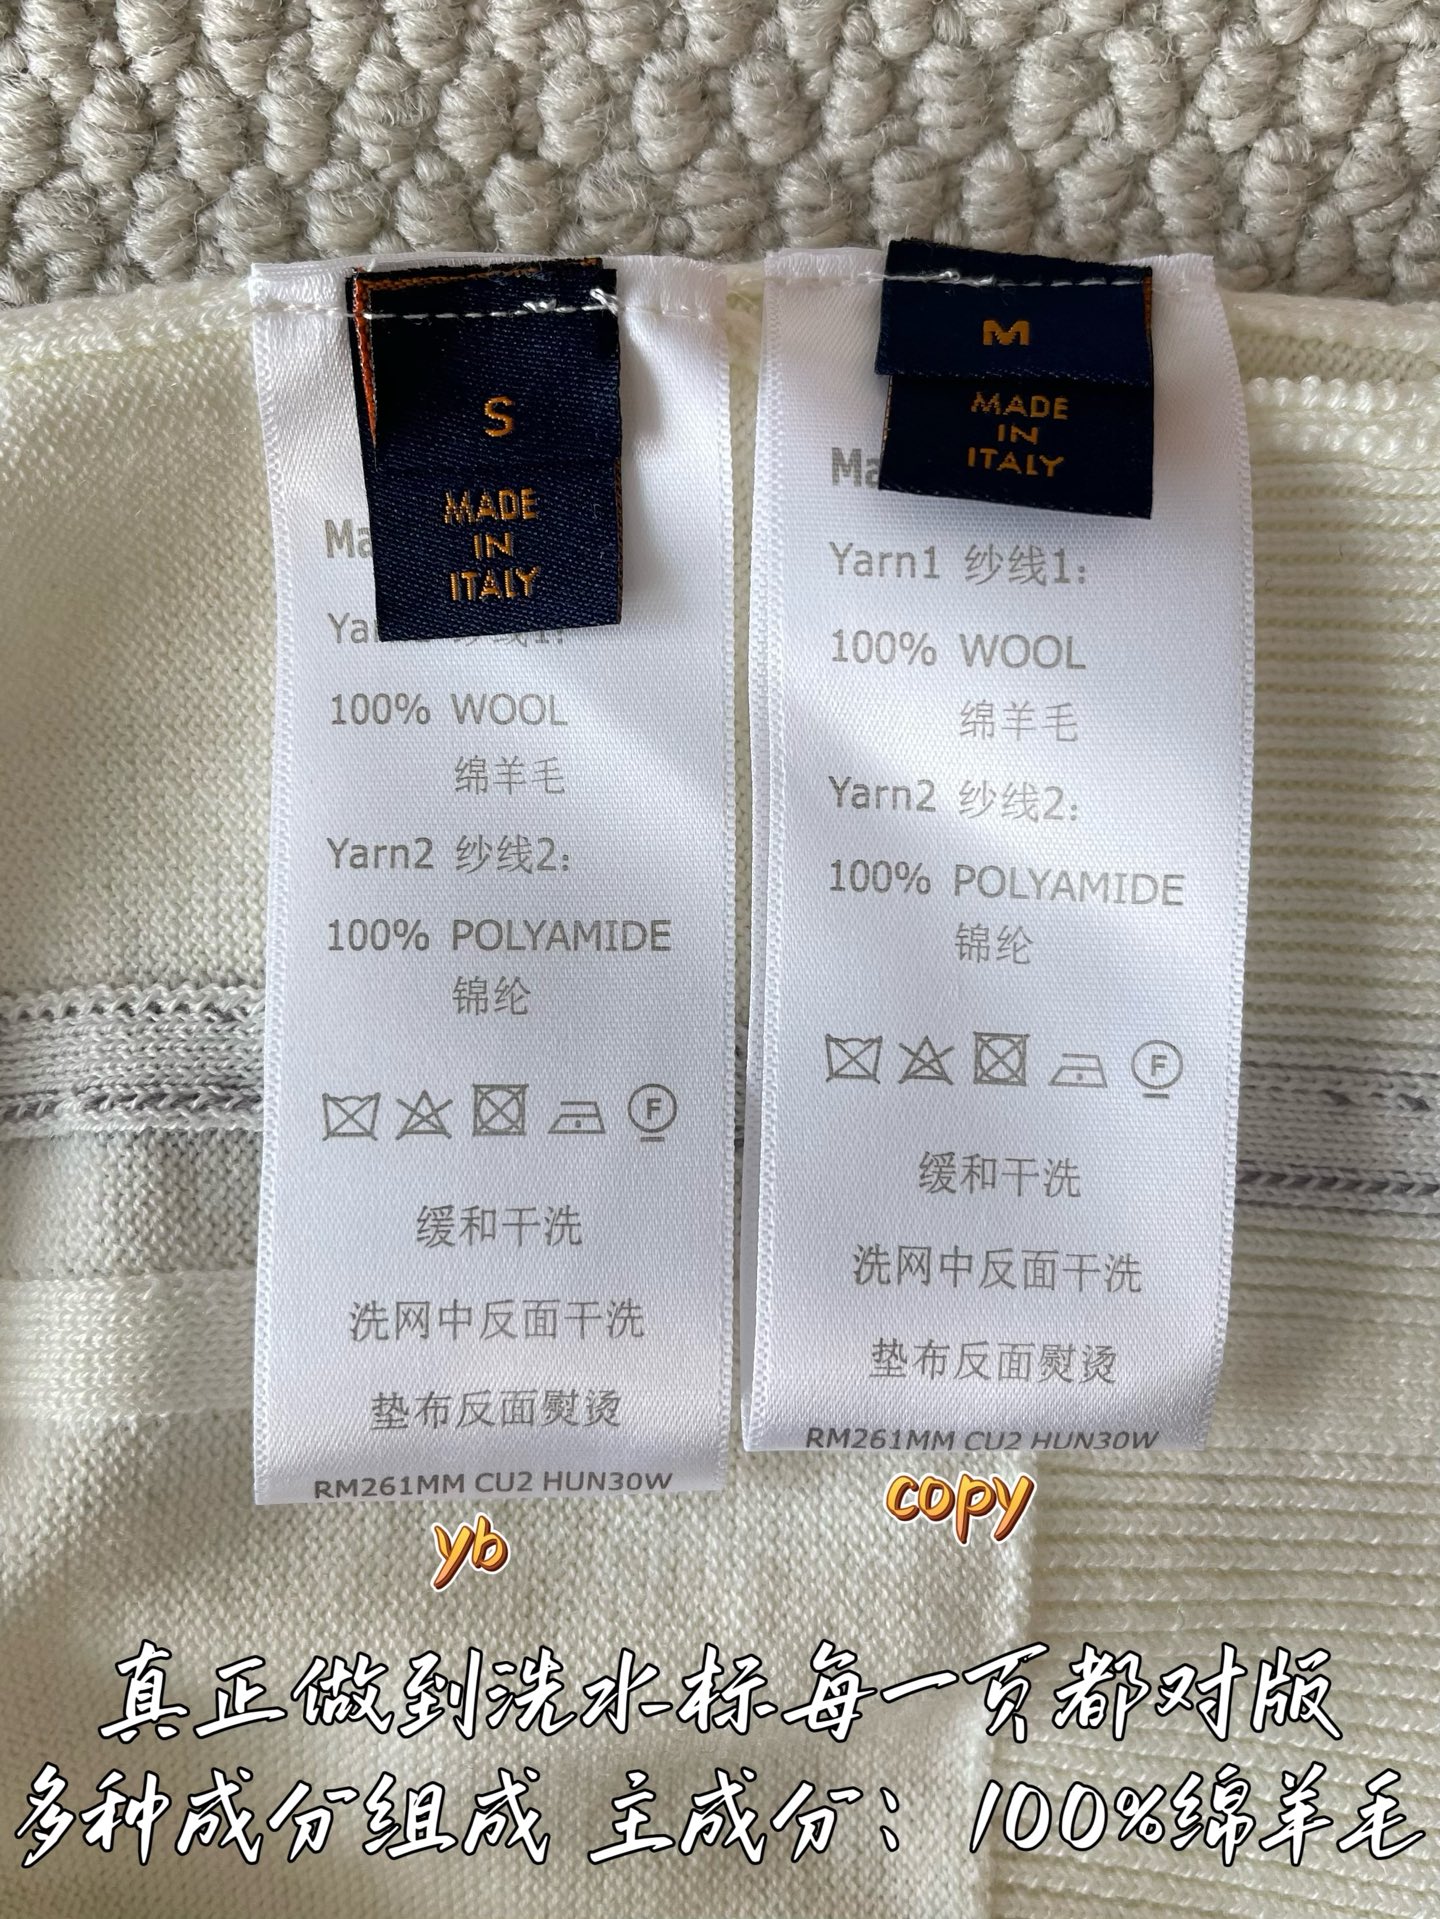 S
MADE
IN
ITALY
100% WOOL
绵羊毛
Yarn2 纱线2:
100% POLYAMIDE
锦纶
F
缓和干洗
洗网中反面干洗
垫布反面熨烫
RM261MM CU2 HUN30W
yb
M
MADE
IN
ITALY
Yarn1 纱线1:
100% WOOL
绵羊毛
Yarn2 纱线2:
100% POLYAMIDE
锦纶
F
缓和干洗
洗网中反面干洗
垫布反面熨烫
RM261MM CU2 HUN30W
copy
真正做到洗水标每一页都对版
多种成分组成 主成分：100%绵羊毛